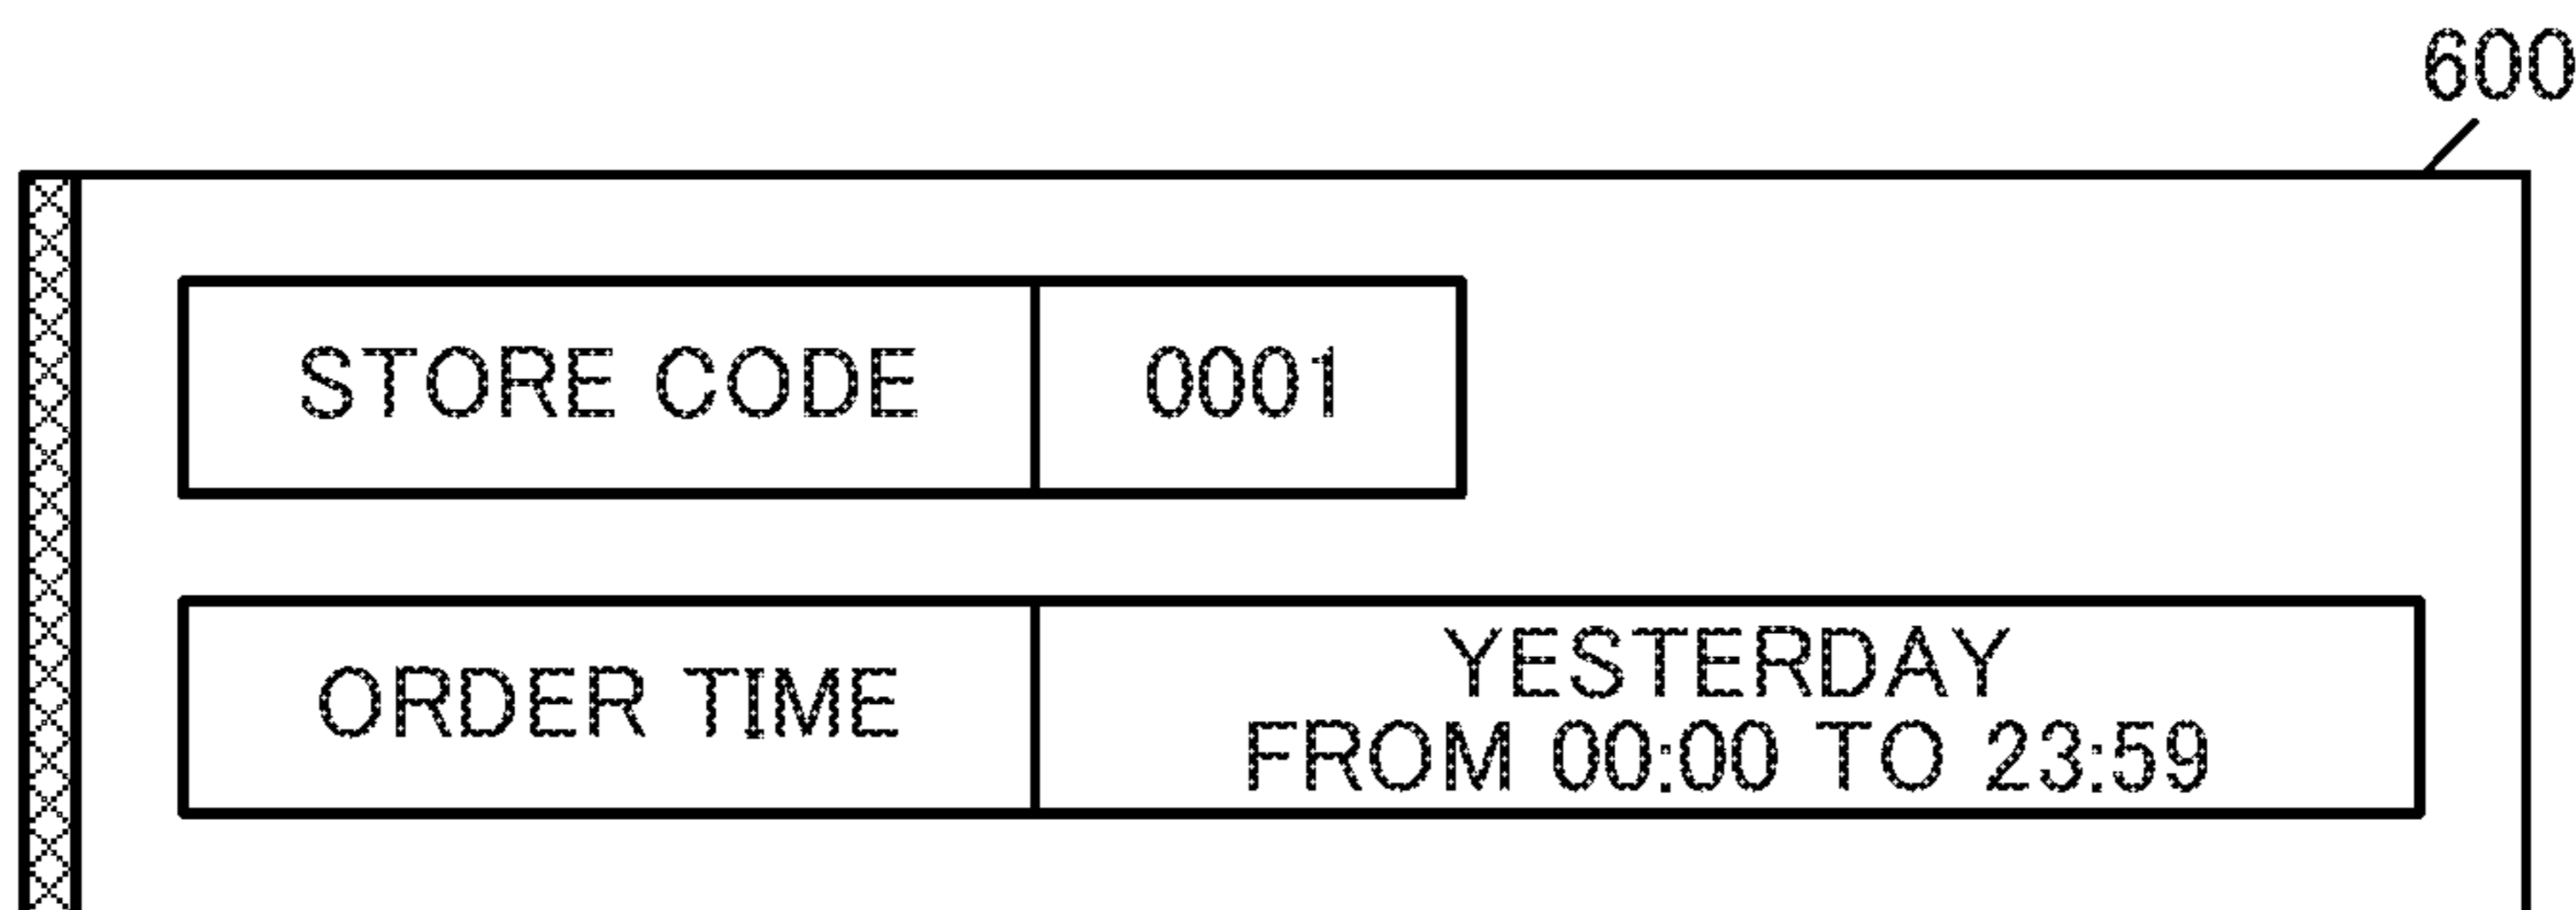 600
STORE CODE 0001
ORDER TIME
YESTERDAY
FROM 00:00 TO 23:59